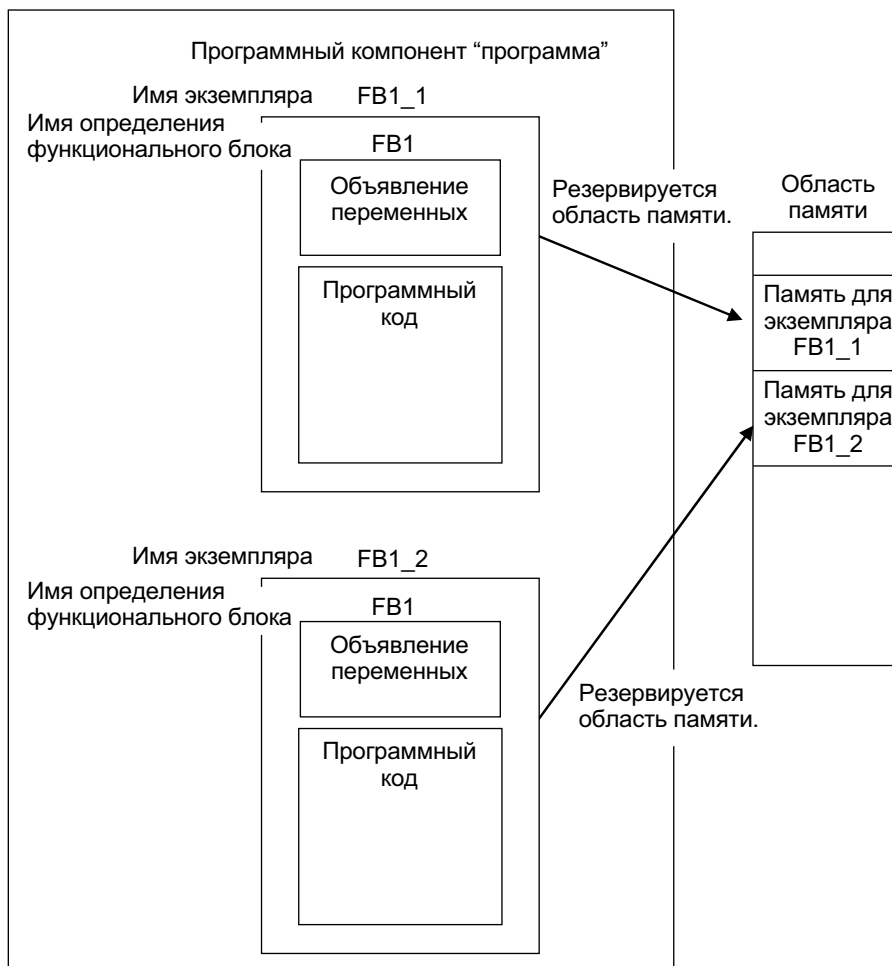 Программный компонент “программа”
Имя экземпляра FB1_1
Имя определения
функционального блока
FB1
Объявление
переменных
Программный
код
Резервируется
область памяти.
Область
памяти
Память для
экземпляра
FB1_1
Память для
экземпляра
FB1_2
Имя экземпляра FB1_2
Имя определения
функционального блока
FB1
Объявление
переменных
Программный
код
Резервируется
область памяти.